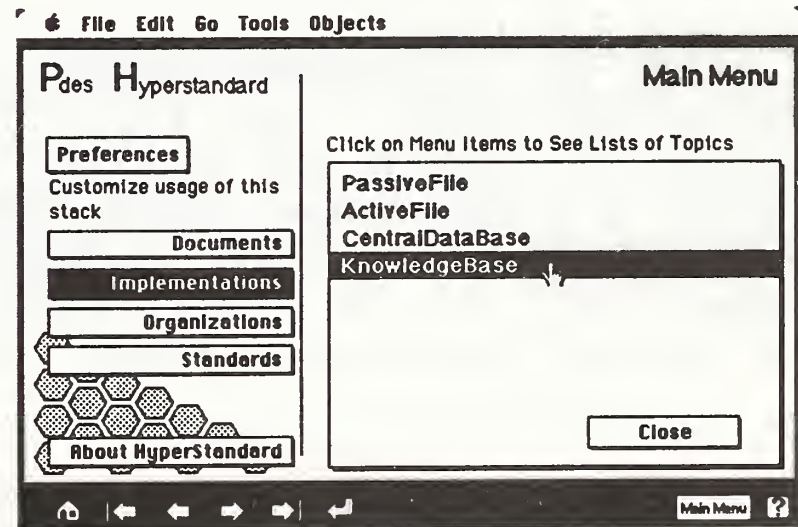 File Edit Go Tools Objects
Pdes Hyperstandard
Main Menu
Preferences
Customize usage of this
stack
Documents
Implementations
Organizations
Standards
About HyperStandard
Click on Menu Items to See Lists of Topics
PassiveFile
ActiveFile
CentralDataBase
KnowledgeBase
Close
Main Menu ?